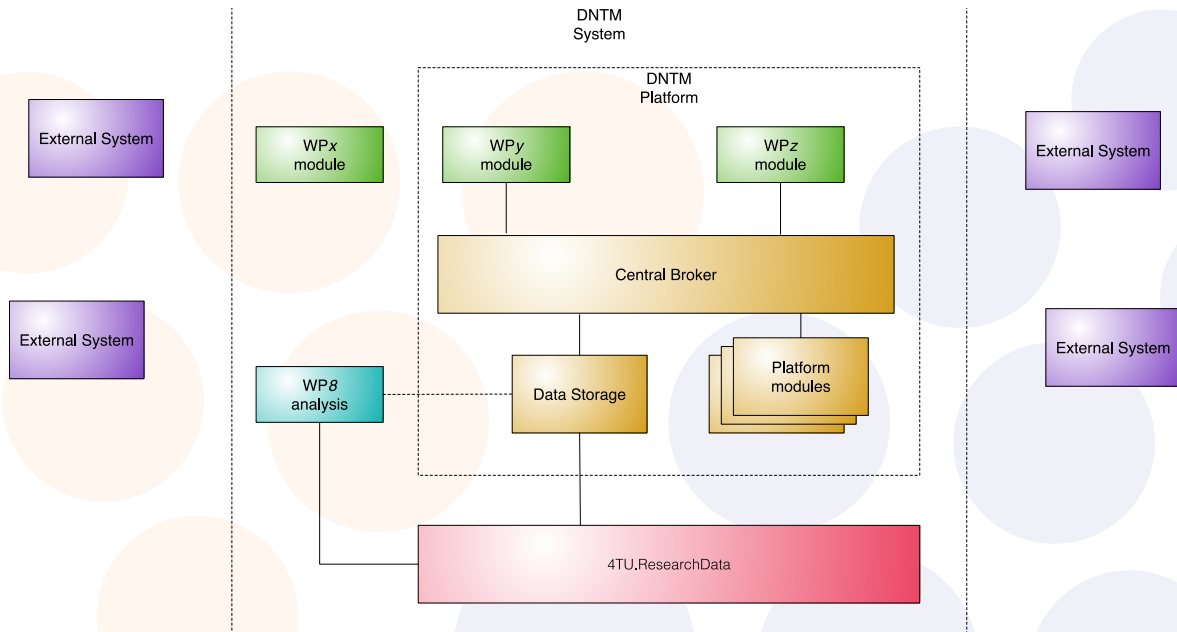 DNTM
System
DNTM
Platform
External System
WPx
module
WPy
module
WPz
module
External System
Central Broker
External System
External System
WP8
analysis
Data Storage
Platform
modules
4TU.ResearchData